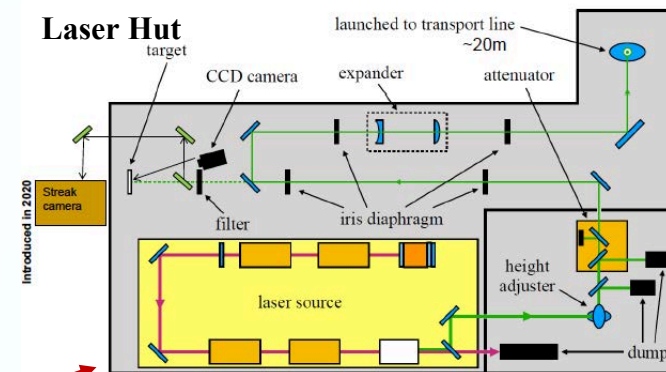 Laser Hut
launched to transport line
~20m
target
CCD camera
expander
attenuator
Streak
camera
Introduced in 2020
filter
iris diaphragm
height
adjuster
laser source
dump